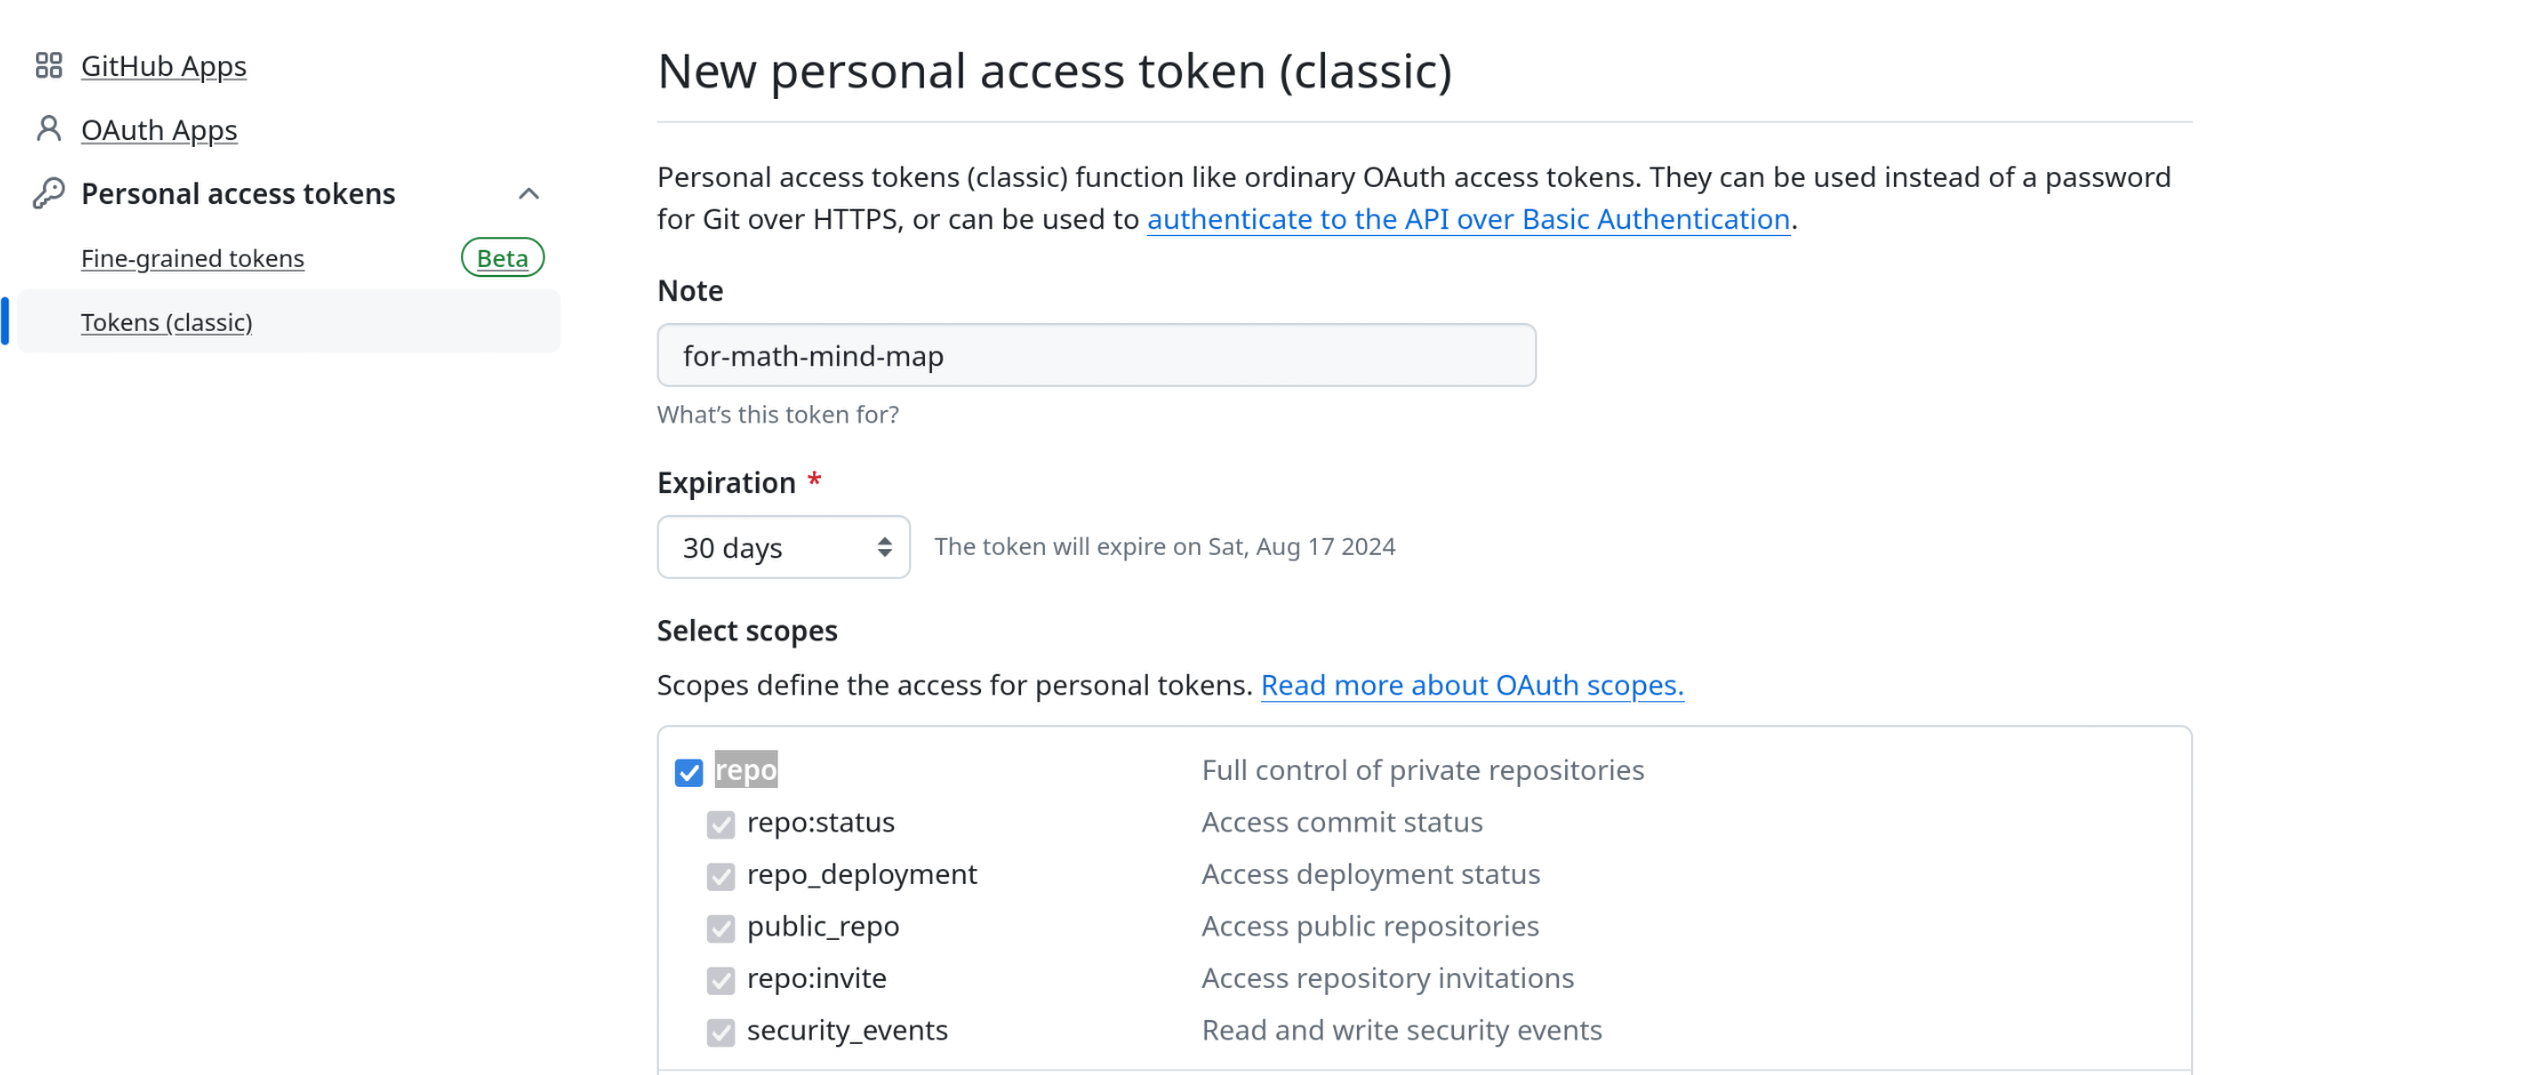 GitHub Apps
OAuth Apps
Personal access tokens
Fine-grained tokens Beta
Tokens (classic)
New personal access token (classic)
Personal access tokens (classic) function like ordinary OAuth access tokens. They can be used instead of a password
for Git over HTTPS, or can be used to authenticate to the API over Basic Authentication.
Note
for-math-mind-map
What’s this token for?
Expiration *
30 days The token will expire on Sat, Aug 17 2024
Select scopes
Scopes define the access for personal tokens. Read more about OAuth scopes.
repo Full control of private repositories
repo:status Access commit status
repo_deployment Access deployment status
public_repo Access public repositories
repo:invite Access repository invitations
security_events Read and write security events